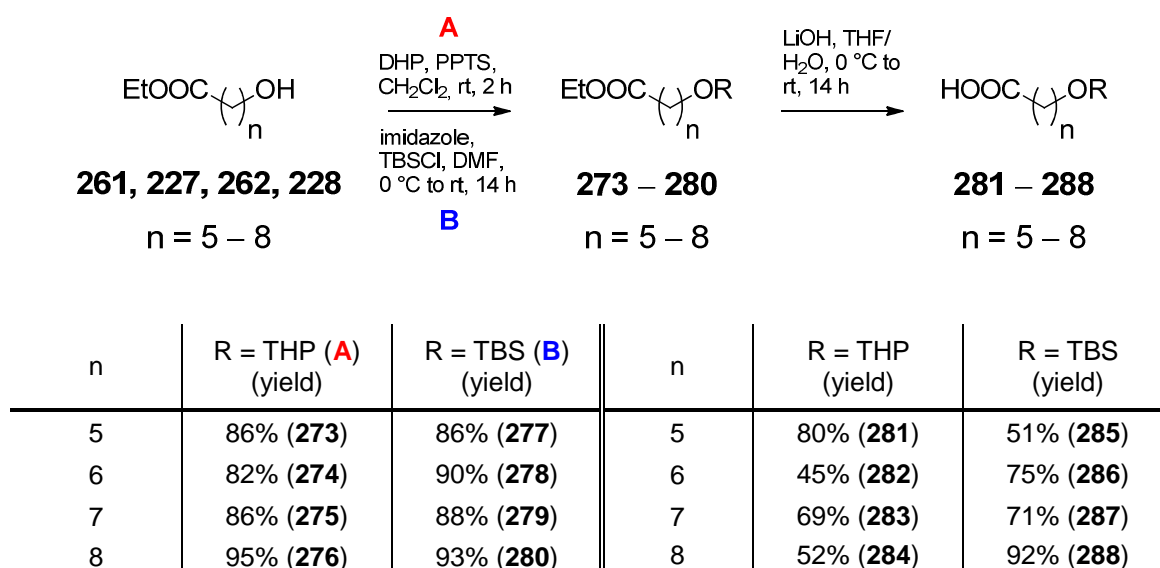 A
DHP, PPTS,
CH2Cl2, rt, 2 h
imidazole,
TBSCl, DMF,
0 °C to rt, 14 h
B
LiOH, THF/
H2O, 0 °C to
rt, 14 h
EtOOC ( )n OH
EtOOC ( )n OR
HOOC ( )n OR
261, 227, 262, 228
273 – 280
281 – 288
n = 5 – 8
n = 5 – 8
n = 5 – 8
n R = THP (A) (yield) R = TBS (B) (yield) n R = THP (yield) R = TBS (yield)
5 86% (273) 86% (277) 5 80% (281) 51% (285)
6 82% (274) 90% (278) 6 45% (282) 75% (286)
7 86% (275) 88% (279) 7 69% (283) 71% (287)
8 95% (276) 93% (280) 8 52% (284) 92% (288)